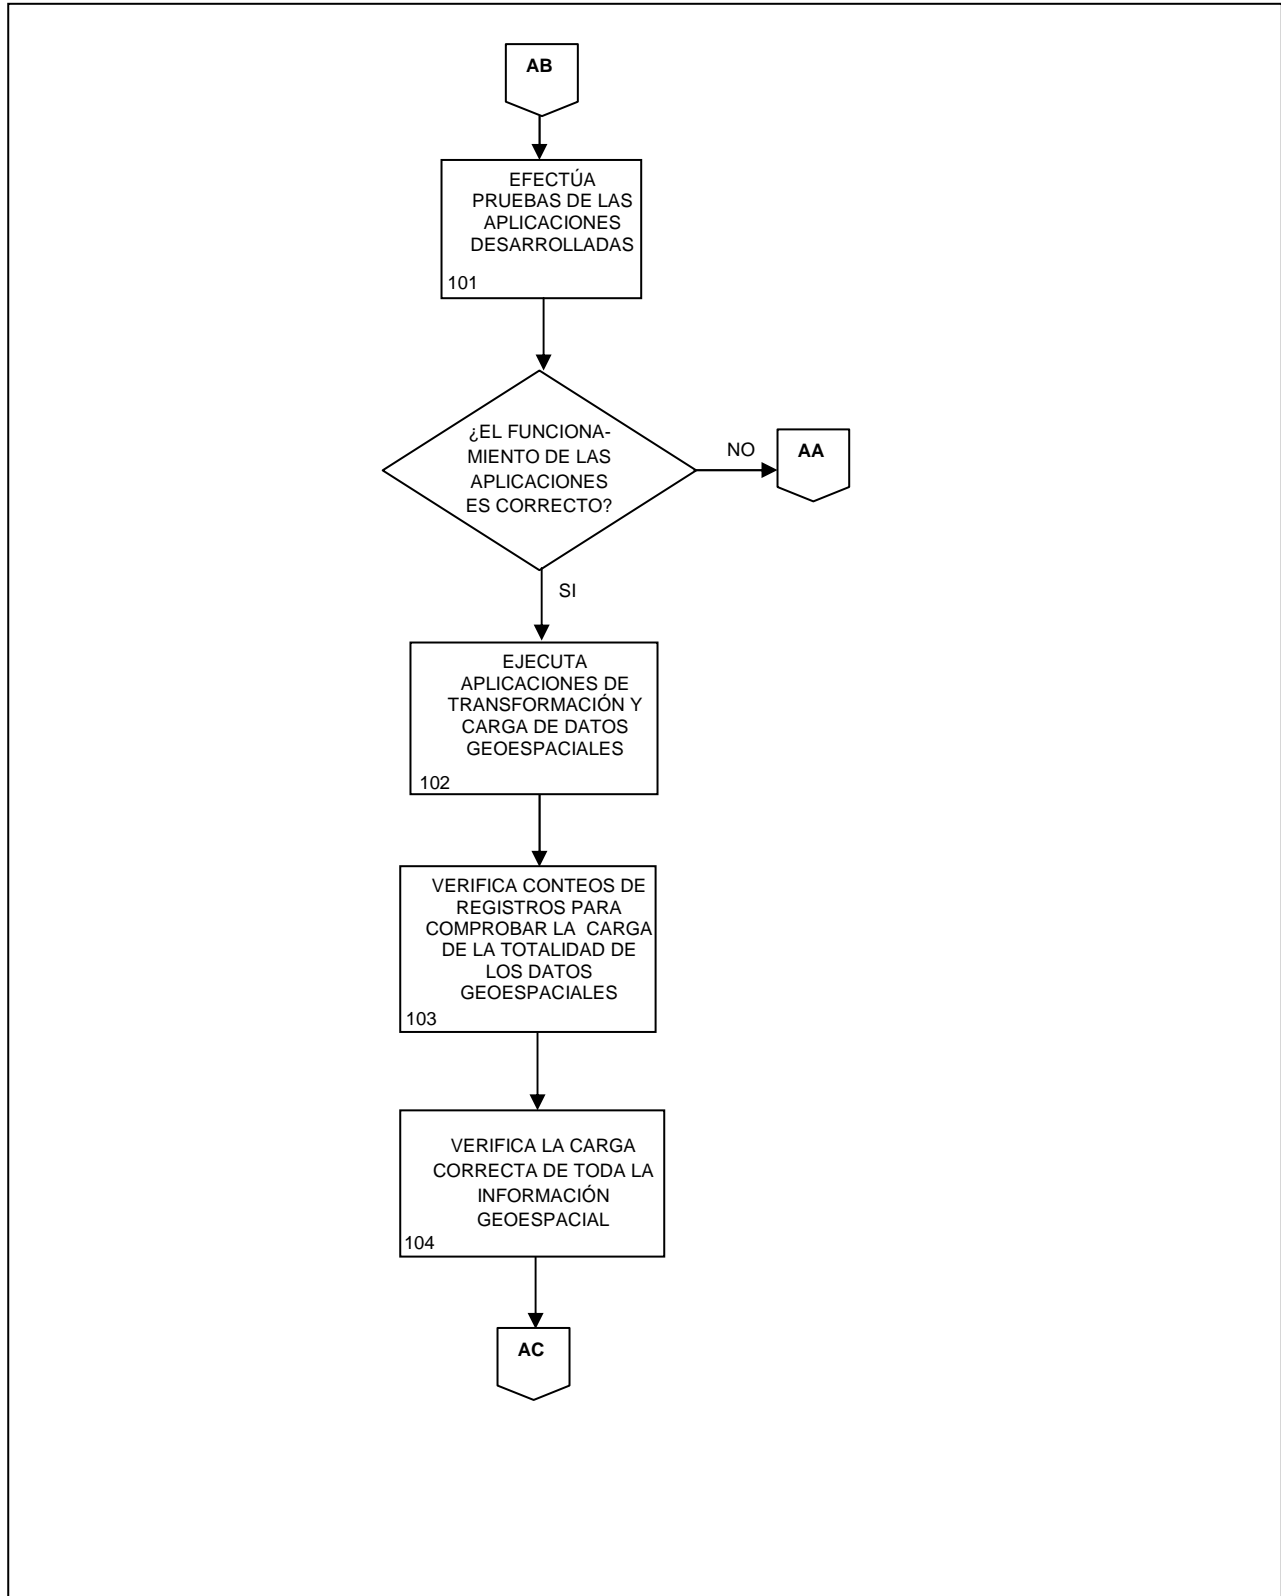 AB
EFECTÚA
PRUEBAS DE LAS
APLICACIONES
DESARROLLADAS
101
¿EL FUNCIONA-
MIENTO DE LAS
APLICACIONES
ES CORRECTO?
NO
AA
SI
EJECUTA
APLICACIONES DE
TRANSFORMACIÓN Y
CARGA DE DATOS
GEOESPACIALES
102
VERIFICA CONTEOS DE
REGISTROS PARA
COMPROBAR LA CARGA
DE LA TOTALIDAD DE
LOS DATOS
GEOESPACIALES
103
VERIFICA LA CARGA
CORRECTA DE TODA LA
INFORMACIÓN
GEOESPACIAL
104
AC